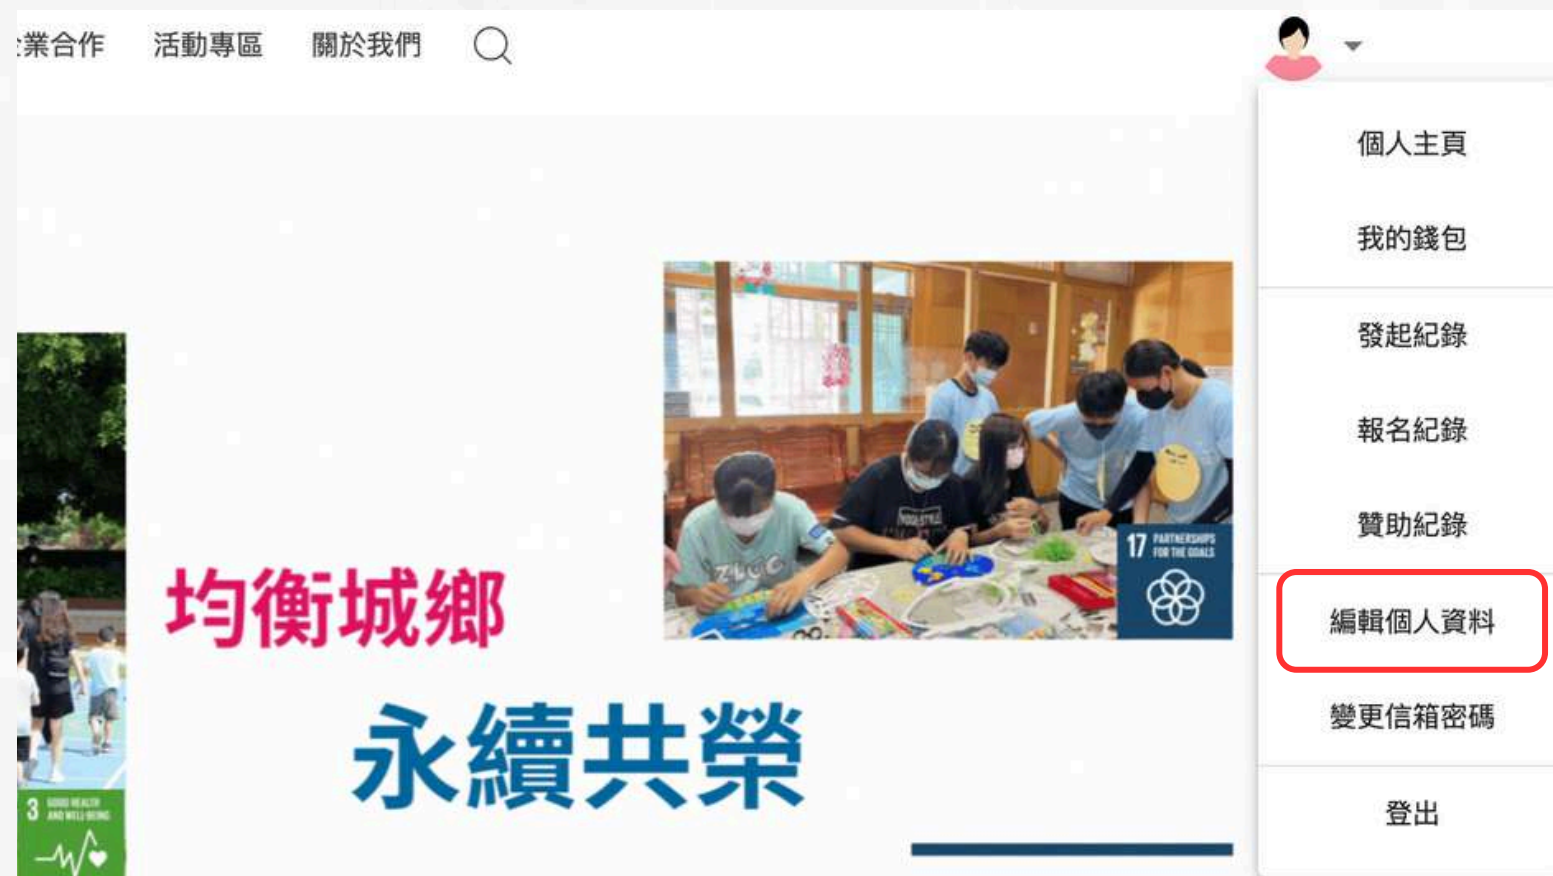 業合作 活動專區 關於我們
個人主頁
我的錢包
發起紀錄
報名紀錄
贊助紀錄
編輯個人資料
變更信箱密碼
登出
17 PARTNERSHIPS
FOR THE GOALS
均衡城鄉
永續共榮
3 GOOD HEALTH
AND WELL-BEING